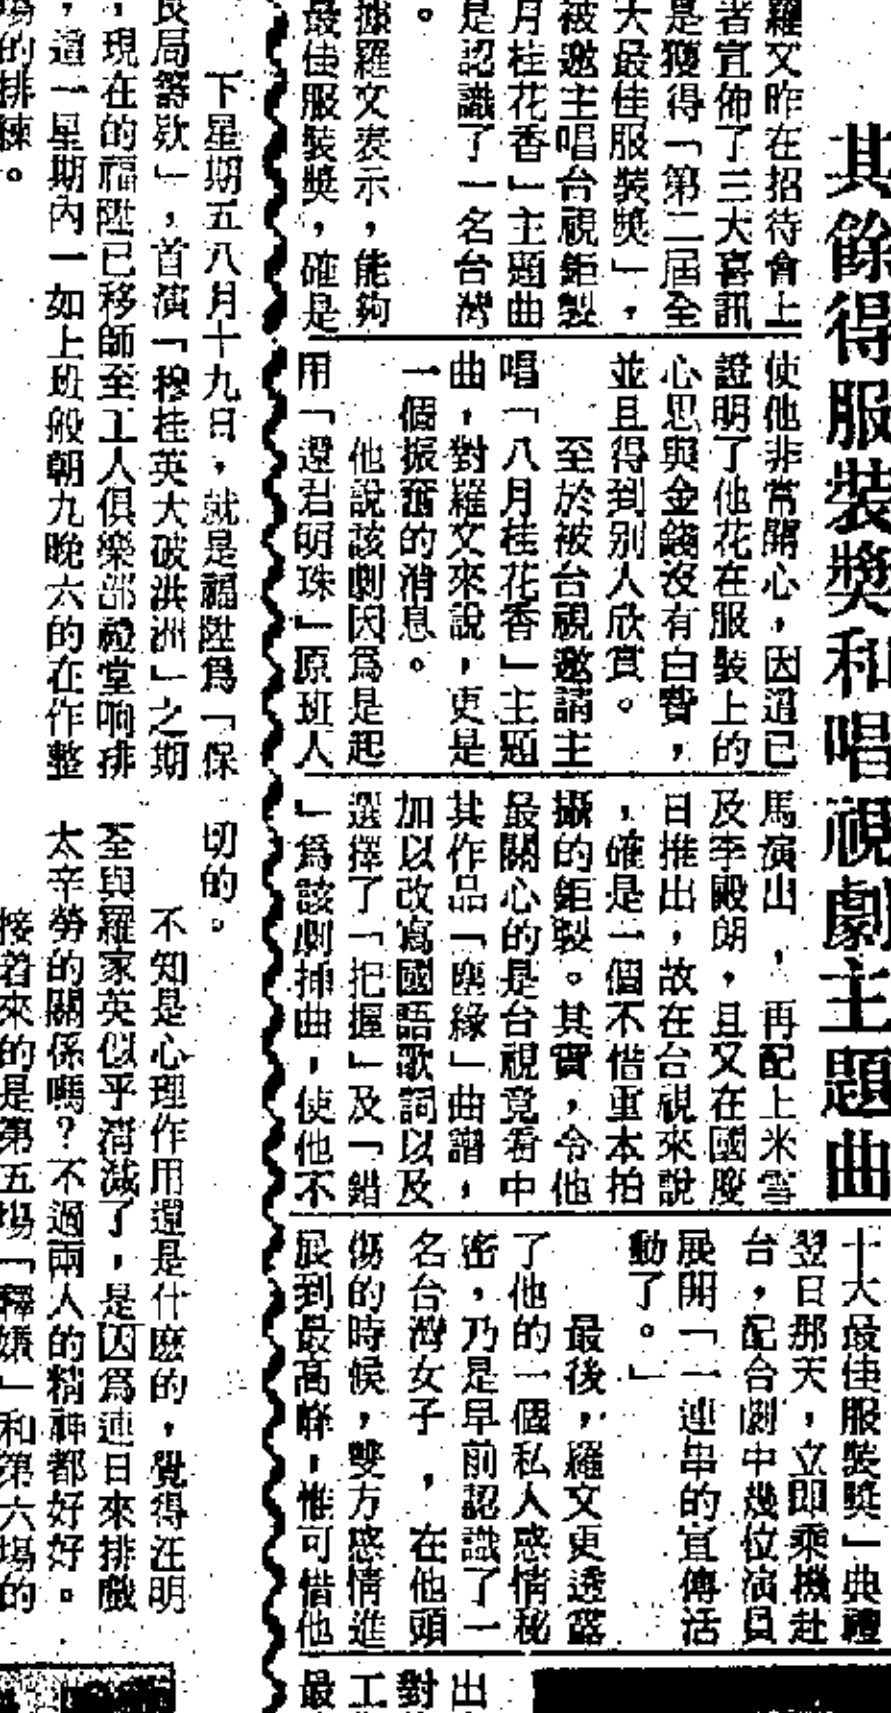 其餘得服裝獎和唱視劇主題曲
羅文昨在招待會上
者宣佈了三大喜訊
是獲得「第二屆全
大最佳服裝獎」，
被邀主唱台視鉅製
月桂花香」主題曲
是認識了一名台灣
。
據羅文表示，能夠
最佳服裝獎，確是
使他非常開心，因這已
證明了他花在服裝上的
心思與金錢沒有白費，
並且得到別人欣賞。
至於被台視邀請主
唱「八月桂花香」主題
曲，對羅文來說，更是
一個振奮的消息。
他說該劇因為是起
用「還君明珠」原班人
馬演出，再配上米雪
及李殿朗，且又在國慶
日推出，故在台視來說
，確是一個不借重本拍
攝的鉅製。其實，令他
最關心的是台視竟看中
其作品「塵緣」曲譜，
加以改寫國語歌詞以及
選擇了「把握」及「錯
」爲該劇插曲，使他不
十大最佳服裝獎」典禮
翌日那天，立即乘機赴
台，配合劇中幾位演員
展開「一連串的宣傳活
動了。」
最後，羅文更透露
了他的一個私人感情秘
密，乃是早前認識了一
名台灣女子，在他頭
傷的時候，雙方感情進
展到最高峰，惟可惜他
出
對
工
最
下星期五八月十九日，就是福陞爲「保
良局籌欵」，首演「穆桂英大破洪洲」之期
，現在的福陞已移師至工人俱樂部禮堂响排
，這一星期內一如上班般朝九晚六的在作整
場的排練。
切的。
不知是心理作用還是什麽的，覺得汪明
荃與羅家英似乎消滅了，是因爲連日來排戲
太辛勞的關係嗎？不過兩人的精神都好好。
接着來的是第五場「釋嫌」和第六場的